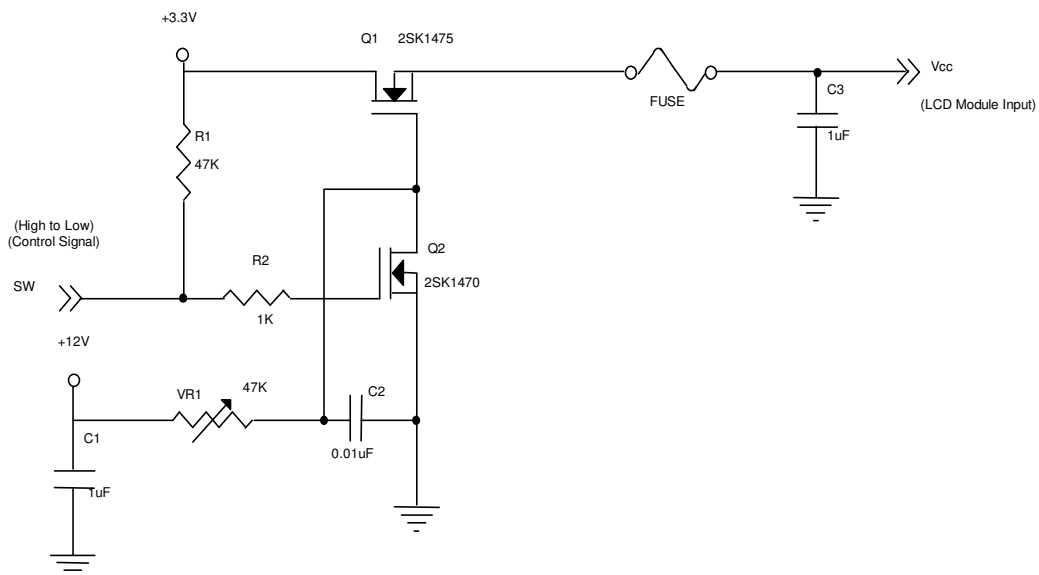 +3.3V
Q1 2SK1475
FUSE
Vcc
C3
(LCD Module Input)
1uF
R1
47K
(High to Low)
(Control Signal)
SW
R2
1K
Q2
2SK1470
+12V
VR1
47K
C2
0.01uF
C1
1uF